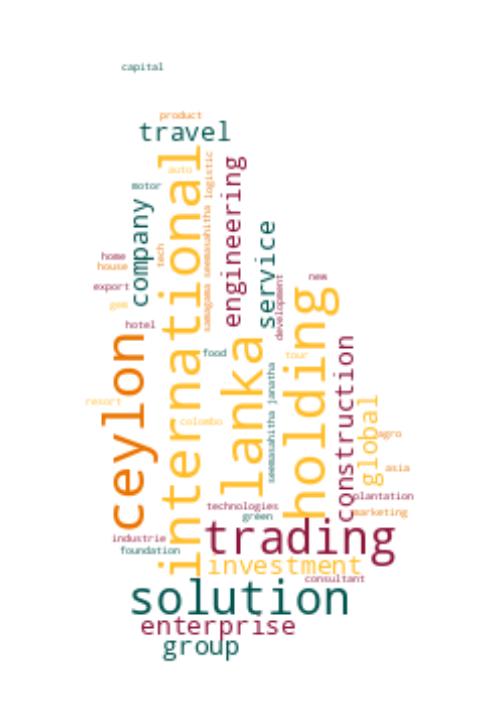 capital
product
travel
auto
motor
international
samagama seemasahitha logistic
engineering
company
service
tech
home
house
export
gem
hotel
new
development
holding
ceylon
lanka
food
tour
construction
seemasahitha janatha
resort
colombo
global
agro
asia
plantation
marketing
technologies
green
trading
industrie
foundation
investment
consultant
solution
enterprise
group